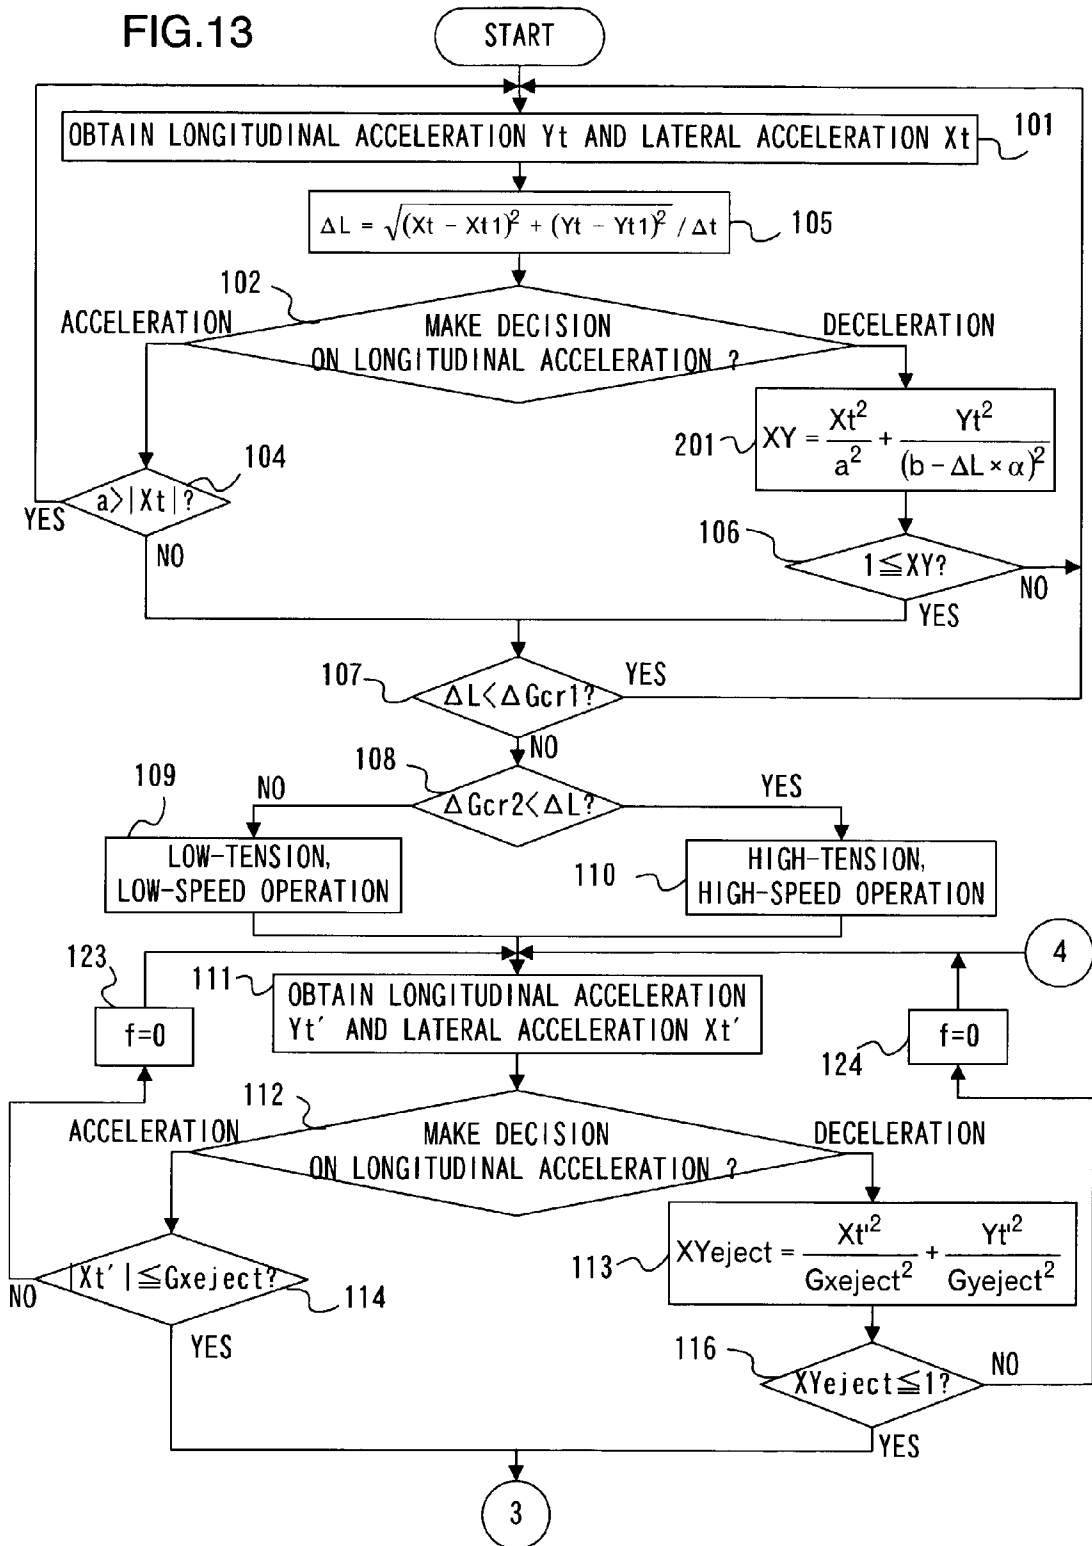 FIG.13
START
OBTAIN LONGITUDINAL ACCELERATION Yt AND LATERAL ACCELERATION Xt
101
ΔL = √(Xt − Xt1)² + (Yt − Yt1)² / Δt
105
102
ACCELERATION
MAKE DECISION
ON LONGITUDINAL ACCELERATION ?
DECELERATION
201
XY = Xt²/a² + Yt²/(b − ΔL × α)²
104
a>|Xt|?
YES
NO
106
1≦XY?
NO
YES
107
ΔL<ΔGcr1?
YES
NO
108
ΔGcr2<ΔL?
NO
YES
109
LOW-TENSION,
LOW-SPEED OPERATION
110
HIGH-TENSION,
HIGH-SPEED OPERATION
4
123
f=0
111
OBTAIN LONGITUDINAL ACCELERATION
Yt′ AND LATERAL ACCELERATION Xt′
f=0
124
112
ACCELERATION
MAKE DECISION
ON LONGITUDINAL ACCELERATION ?
DECELERATION
113
XYeject = Xt'²/Gxeject² + Yt'²/Gyeject²
|Xt′|≦Gxeject?
NO
114
YES
116
XYeject≦1?
NO
YES
3